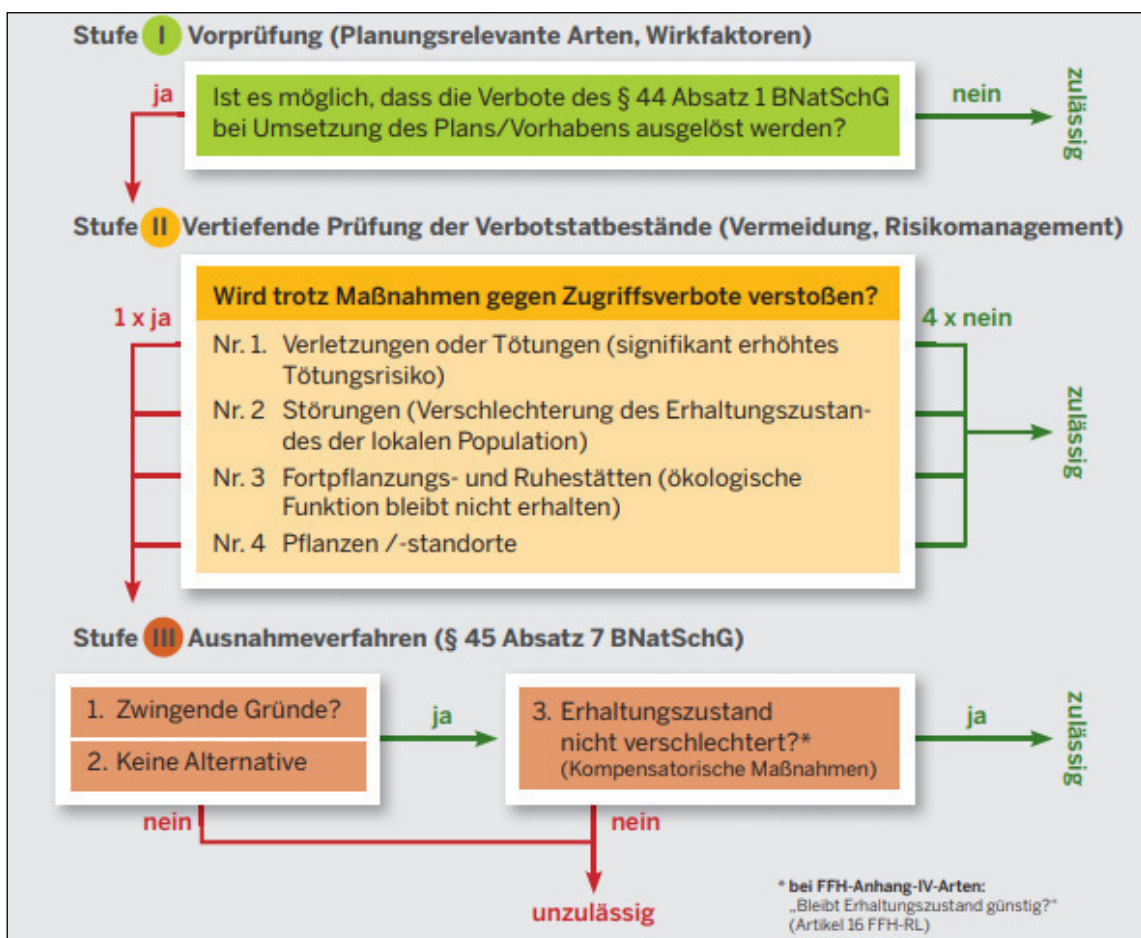 Stufe I Vorprüfung (Planungsrelevante Arten, Wirkfaktoren)
ja
Ist es möglich, dass die Verbote des § 44 Absatz 1 BNatSchG
bei Umsetzung des Plans/Vorhabens ausgelöst werden?
nein
zulässig
Stufe II Vertiefende Prüfung der Verbotstatbestände (Vermeidung, Risikomanagement)
Wird trotz Maßnahmen gegen Zugriffsverbote verstoßen?
1 x ja
4 x nein
Nr. 1. Verletzungen oder Tötungen (signifikant erhöhtes
Tötungsrisiko)
Nr. 2 Störungen (Verschlechterung des Erhaltungszustan-
des der lokalen Population)
Nr. 3 Fortpflanzungs- und Ruhestätten (ökologische
Funktion bleibt nicht erhalten)
Nr. 4 Pflanzen /-standorte
zulässig
Stufe III Ausnahmeverfahren (§ 45 Absatz 7 BNatSchG)
1. Zwingende Gründe?
2. Keine Alternative
ja
3. Erhaltungszustand
nicht verschlechtert?*
(Kompensatorische Maßnahmen)
ja
zulässig
nein
nein
unzulässig
* bei FFH-Anhang-IV-Arten:
„Bleibt Erhaltungszustand günstig?"
(Artikel 16 FFH-RL)